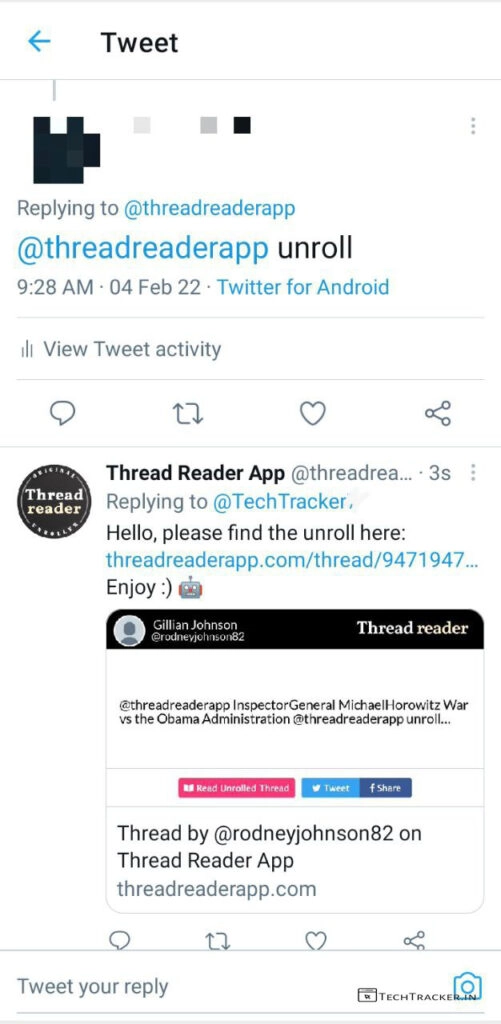 Tweet
Replying to @threadreaderapp
@threadreaderapp unroll
9:28 AM · 04 Feb 22 · Twitter for Android
View Tweet activity
ORIGINAL
Thread
reader
UNROLLYR
Thread Reader App @threadrea... · 3s
Replying to @TechTracker,
Hello, please find the unroll here:
threadreaderapp.com/thread/9471947...
Enjoy :)
Gillian Johnson
@rodneyjohnson82
Thread reader
@threadreaderapp InspectorGeneral MichaelHorowitz War
vs the Obama Administration @threadreaderapp unroll...
Read Unrolled Thread
Tweet
Share
Thread by @rodneyjohnson82 on
Thread Reader App
threadreaderapp.com
Tweet your reply
TECHTRACKER.IN